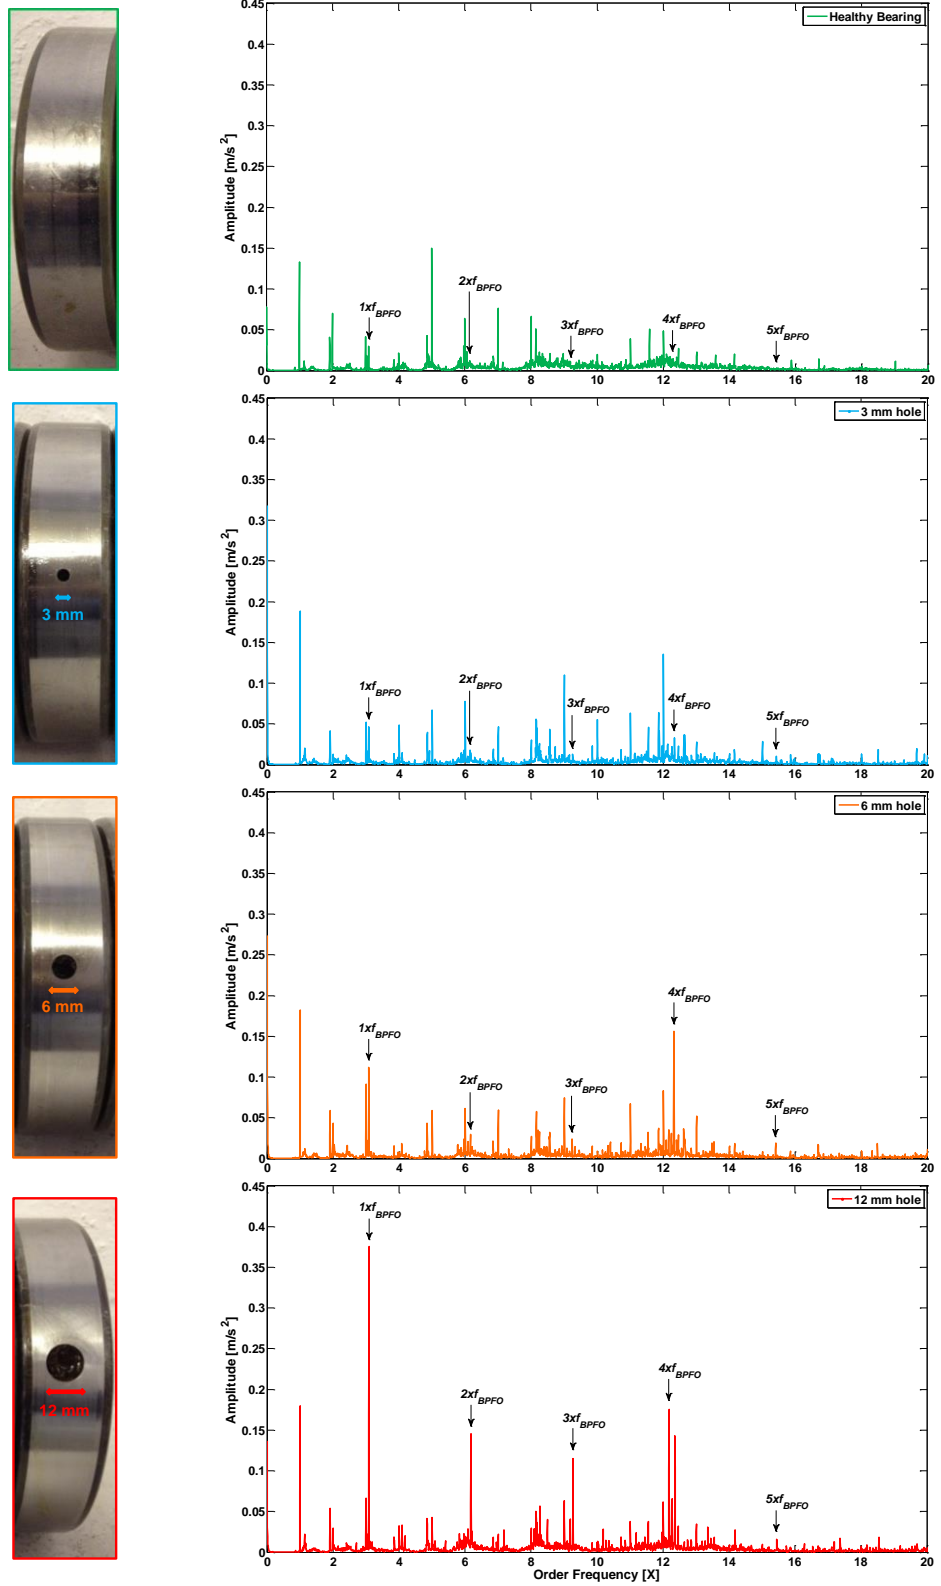 Healthy Bearing
0.45
0.4
0.35
0.3
0.25
0.2
0.15
0.1
0.05
0
Amplitude [m/s²]
1xf_BPFO
2xf_BPFO
3xf_BPFO
4xf_BPFO
5xf_BPFO
0 2 4 6 8 10 12 14 16 18 20
3 mm
3 mm hole
0.45
0.4
0.35
0.3
0.25
0.2
0.15
0.1
0.05
0
Amplitude [m/s²]
1xf_BPFO
2xf_BPFO
3xf_BPFO
4xf_BPFO
5xf_BPFO
0 2 4 6 8 10 12 14 16 18 20
6 mm
6 mm hole
0.45
0.4
0.35
0.3
0.25
0.2
0.15
0.1
0.05
0
Amplitude [m/s²]
1xf_BPFO
2xf_BPFO
3xf_BPFO
4xf_BPFO
5xf_BPFO
0 2 4 6 8 10 12 14 16 18 20
12 mm
12 mm hole
0.45
0.4
0.35
0.3
0.25
0.2
0.15
0.1
0.05
0
Amplitude [m/s²]
1xf_BPFO
2xf_BPFO
3xf_BPFO
4xf_BPFO
5xf_BPFO
0 2 4 6 8 10 12 14 16 18 20
Order Frequency [X]